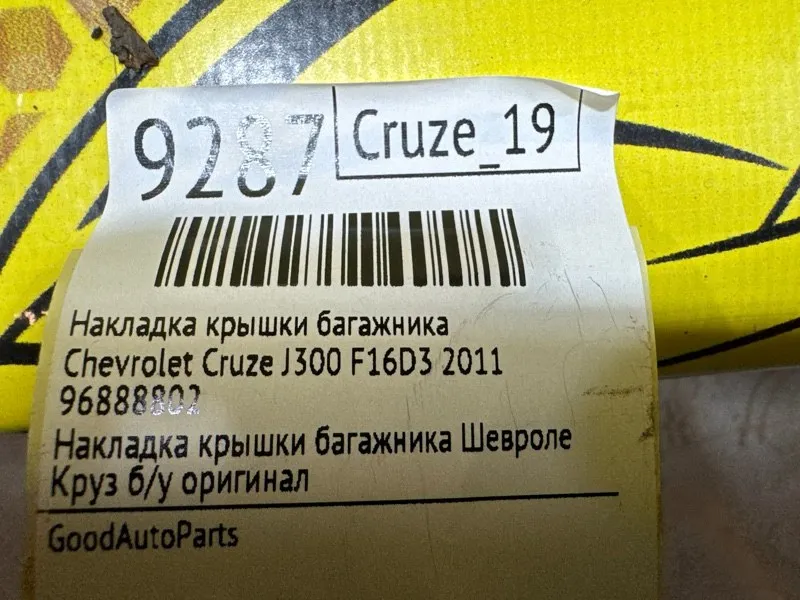 9287
Cruze_19
Накладка крышки багажника
Chevrolet Cruze J300 F16D3 2011
96888802
Накладка крышки багажника Шевроле
Круз б/у оригинал
GoodAutoParts